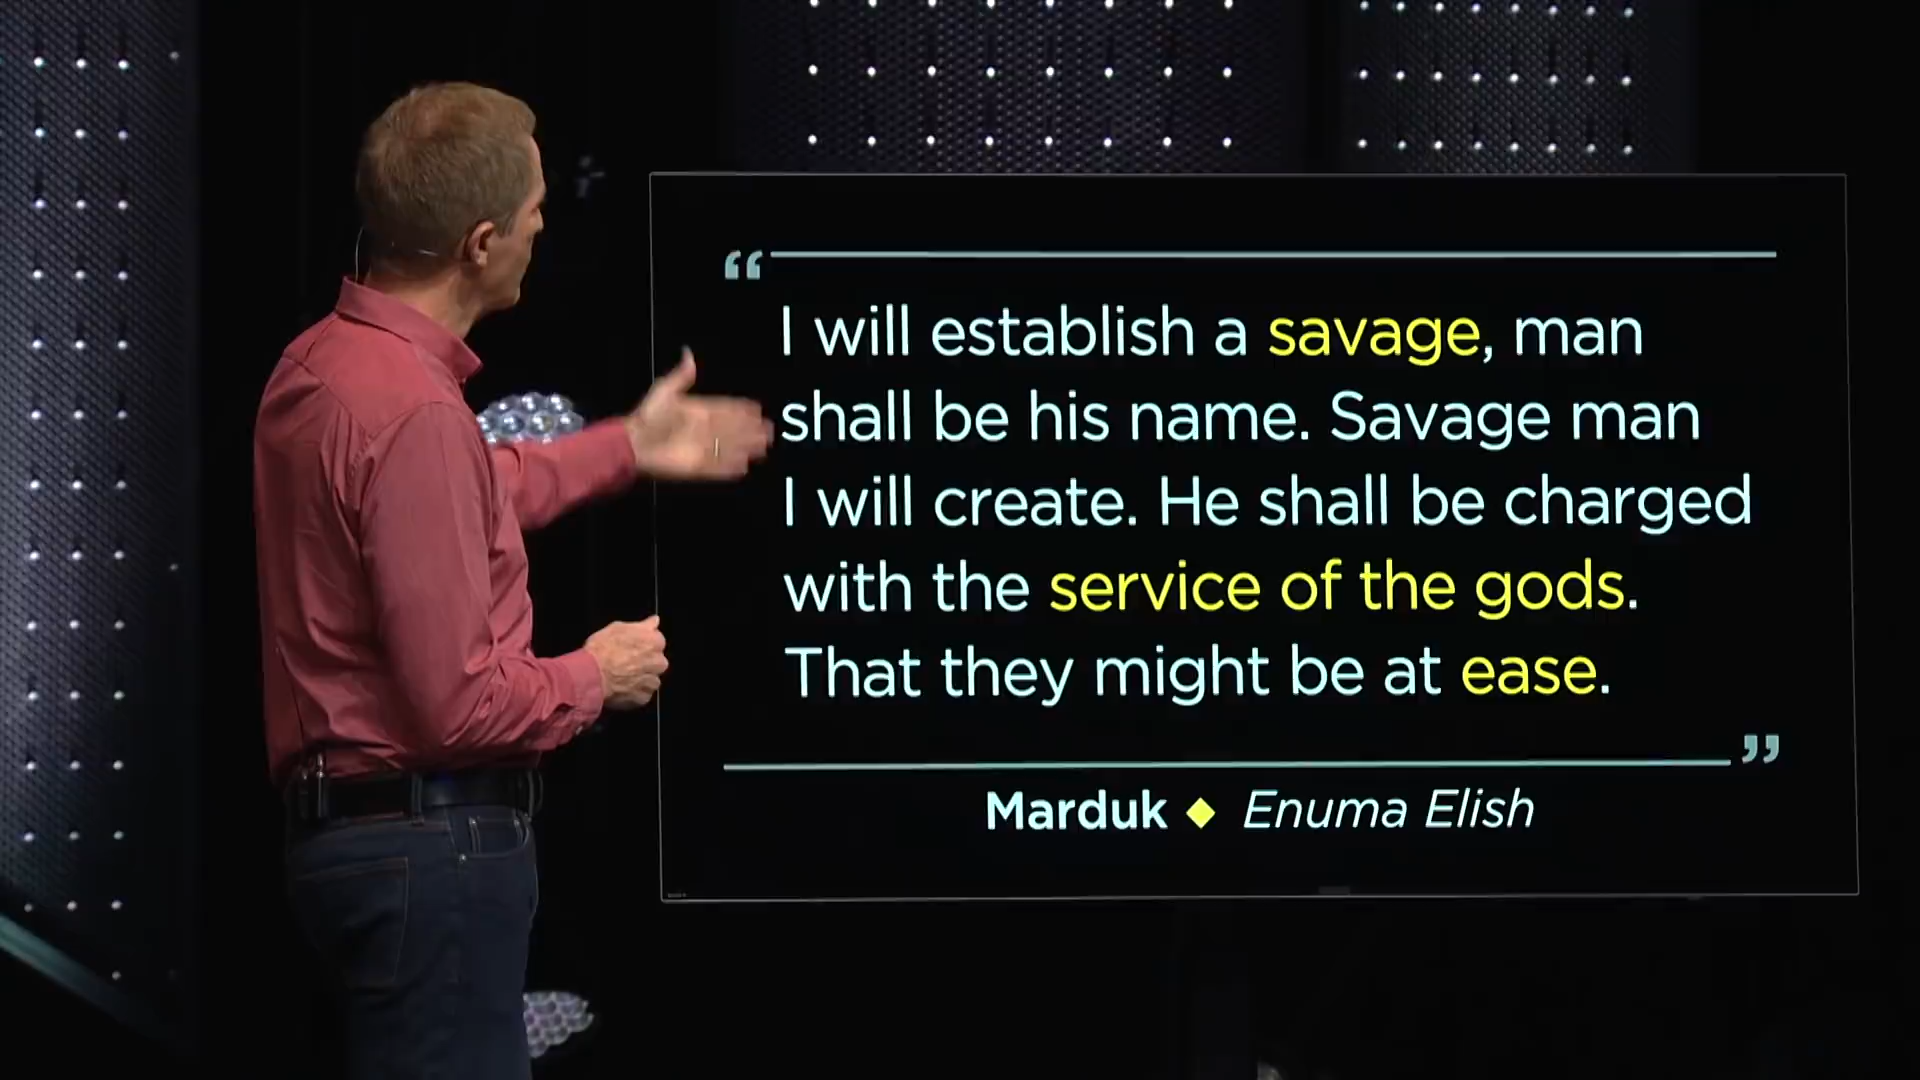 “
I will establish a savage, man
shall be his name. Savage man
I will create. He shall be charged
with the service of the gods.
That they might be at ease.
”
Marduk ◆ Enuma Elish